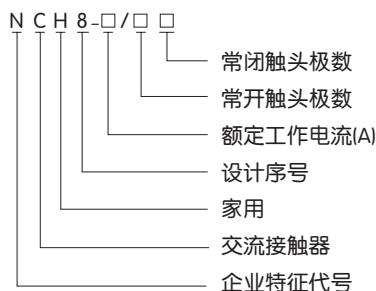 NCH8-□/□ □
常闭触头极数
常开触头极数
额定工作电流(A)
设计序号
家用
交流接触器
企业特征代号